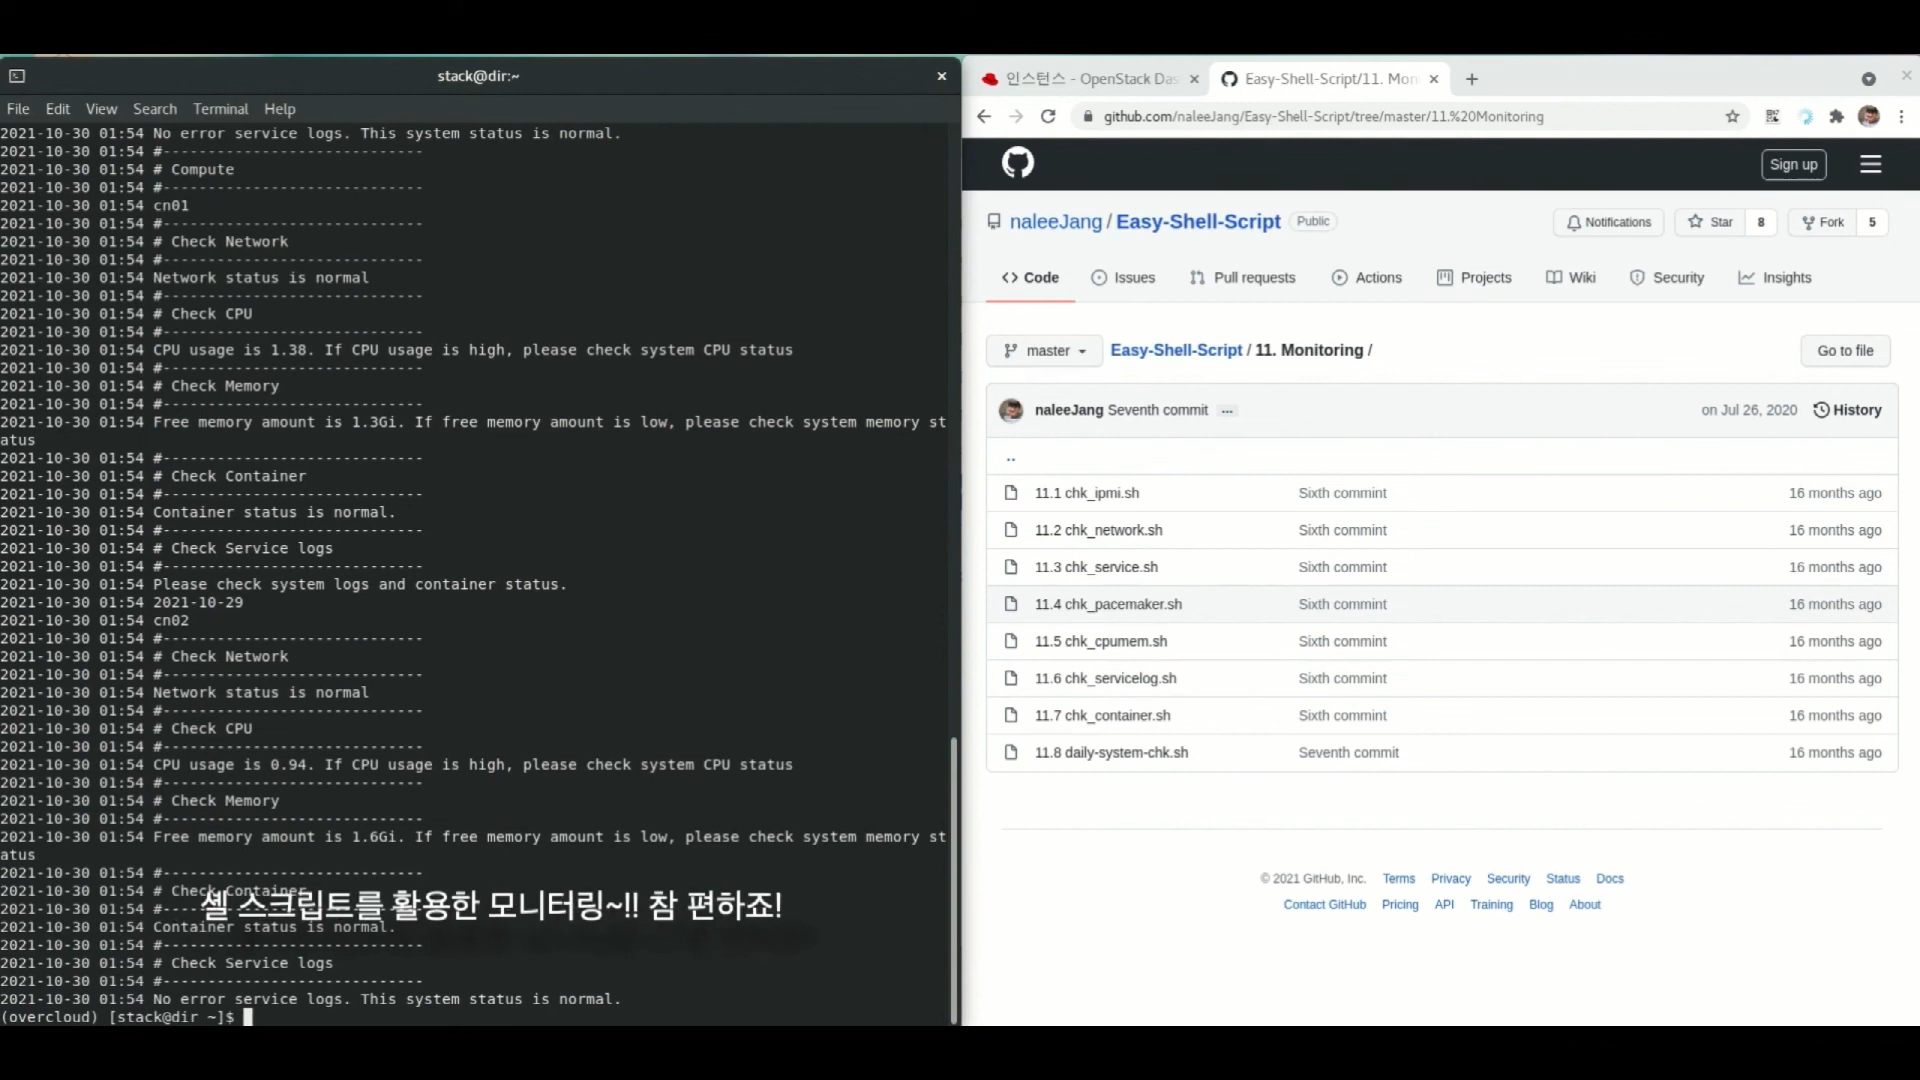 stack@dir:~
File Edit View Search Terminal Help
2021-10-30 01:54 No error service logs. This system status is normal.
2021-10-30 01:54 #-----------------------------
2021-10-30 01:54 # Compute
2021-10-30 01:54 #-----------------------------
2021-10-30 01:54 cn01
2021-10-30 01:54 #-----------------------------
2021-10-30 01:54 # Check Network
2021-10-30 01:54 #-----------------------------
2021-10-30 01:54 Network status is normal
2021-10-30 01:54 #-----------------------------
2021-10-30 01:54 # Check CPU
2021-10-30 01:54 #-----------------------------
2021-10-30 01:54 CPU usage is 1.38. If CPU usage is high, please check system CPU status
2021-10-30 01:54 #-----------------------------
2021-10-30 01:54 # Check Memory
2021-10-30 01:54 #-----------------------------
2021-10-30 01:54 Free memory amount is 1.3Gi. If free memory amount is low, please check system memory st
atus
2021-10-30 01:54 #-----------------------------
2021-10-30 01:54 # Check Container
2021-10-30 01:54 #-----------------------------
2021-10-30 01:54 Container status is normal.
2021-10-30 01:54 #-----------------------------
2021-10-30 01:54 # Check Service logs
2021-10-30 01:54 #-----------------------------
2021-10-30 01:54 Please check system logs and container status.
2021-10-30 01:54 2021-10-29
2021-10-30 01:54 cn02
2021-10-30 01:54 #-----------------------------
2021-10-30 01:54 # Check Network
2021-10-30 01:54 #-----------------------------
2021-10-30 01:54 Network status is normal
2021-10-30 01:54 #-----------------------------
2021-10-30 01:54 # Check CPU
2021-10-30 01:54 #-----------------------------
2021-10-30 01:54 CPU usage is 0.94. If CPU usage is high, please check system CPU status
2021-10-30 01:54 #-----------------------------
2021-10-30 01:54 # Check Memory
2021-10-30 01:54 #-----------------------------
2021-10-30 01:54 Free memory amount is 1.6Gi. If free memory amount is low, please check system memory st
atus
2021-10-30 01:54 #-----------------------------
2021-10-30 01:54 # Check Container
2021-10-30 01:54 #-----------------------------
셸 스크립트를 활용한 모니터링~!! 참 편하죠!
2021-10-30 01:54 Container status is normal.
2021-10-30 01:54 #-----------------------------
2021-10-30 01:54 # Check Service logs
2021-10-30 01:54 #-----------------------------
2021-10-30 01:54 No error service logs. This system status is normal.
(overcloud) [stack@dir ~]$
인스턴스 - OpenStack Das
Easy-Shell-Script/11. Mon
github.com/naleeJang/Easy-Shell-Script/tree/master/11.%20Monitoring
Sign up
naleeJang / Easy-Shell-Script Public
Notifications Star 8 Fork 5
Code Issues Pull requests Actions Projects Wiki Security Insights
master Easy-Shell-Script / 11. Monitoring / Go to file
naleeJang Seventh commit ... on Jul 26, 2020 History
..
11.1 chk_ipmi.sh Sixth commint 16 months ago
11.2 chk_network.sh Sixth commint 16 months ago
11.3 chk_service.sh Sixth commint 16 months ago
11.4 chk_pacemaker.sh Sixth commint 16 months ago
11.5 chk_cpumem.sh Sixth commint 16 months ago
11.6 chk_servicelog.sh Sixth commint 16 months ago
11.7 chk_container.sh Sixth commint 16 months ago
11.8 daily-system-chk.sh Seventh commit 16 months ago
© 2021 GitHub, Inc. Terms Privacy Security Status Docs
Contact GitHub Pricing API Training Blog About